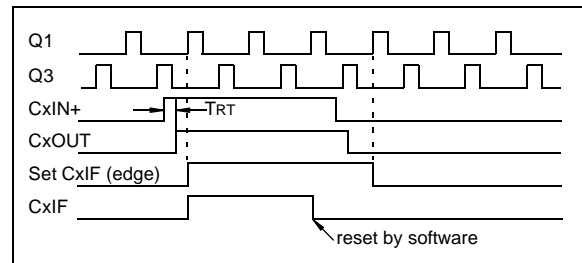 Q1
Q3
CxIN+
TRT
CxOUT
Set CxIF (edge)
CxIF
reset by software